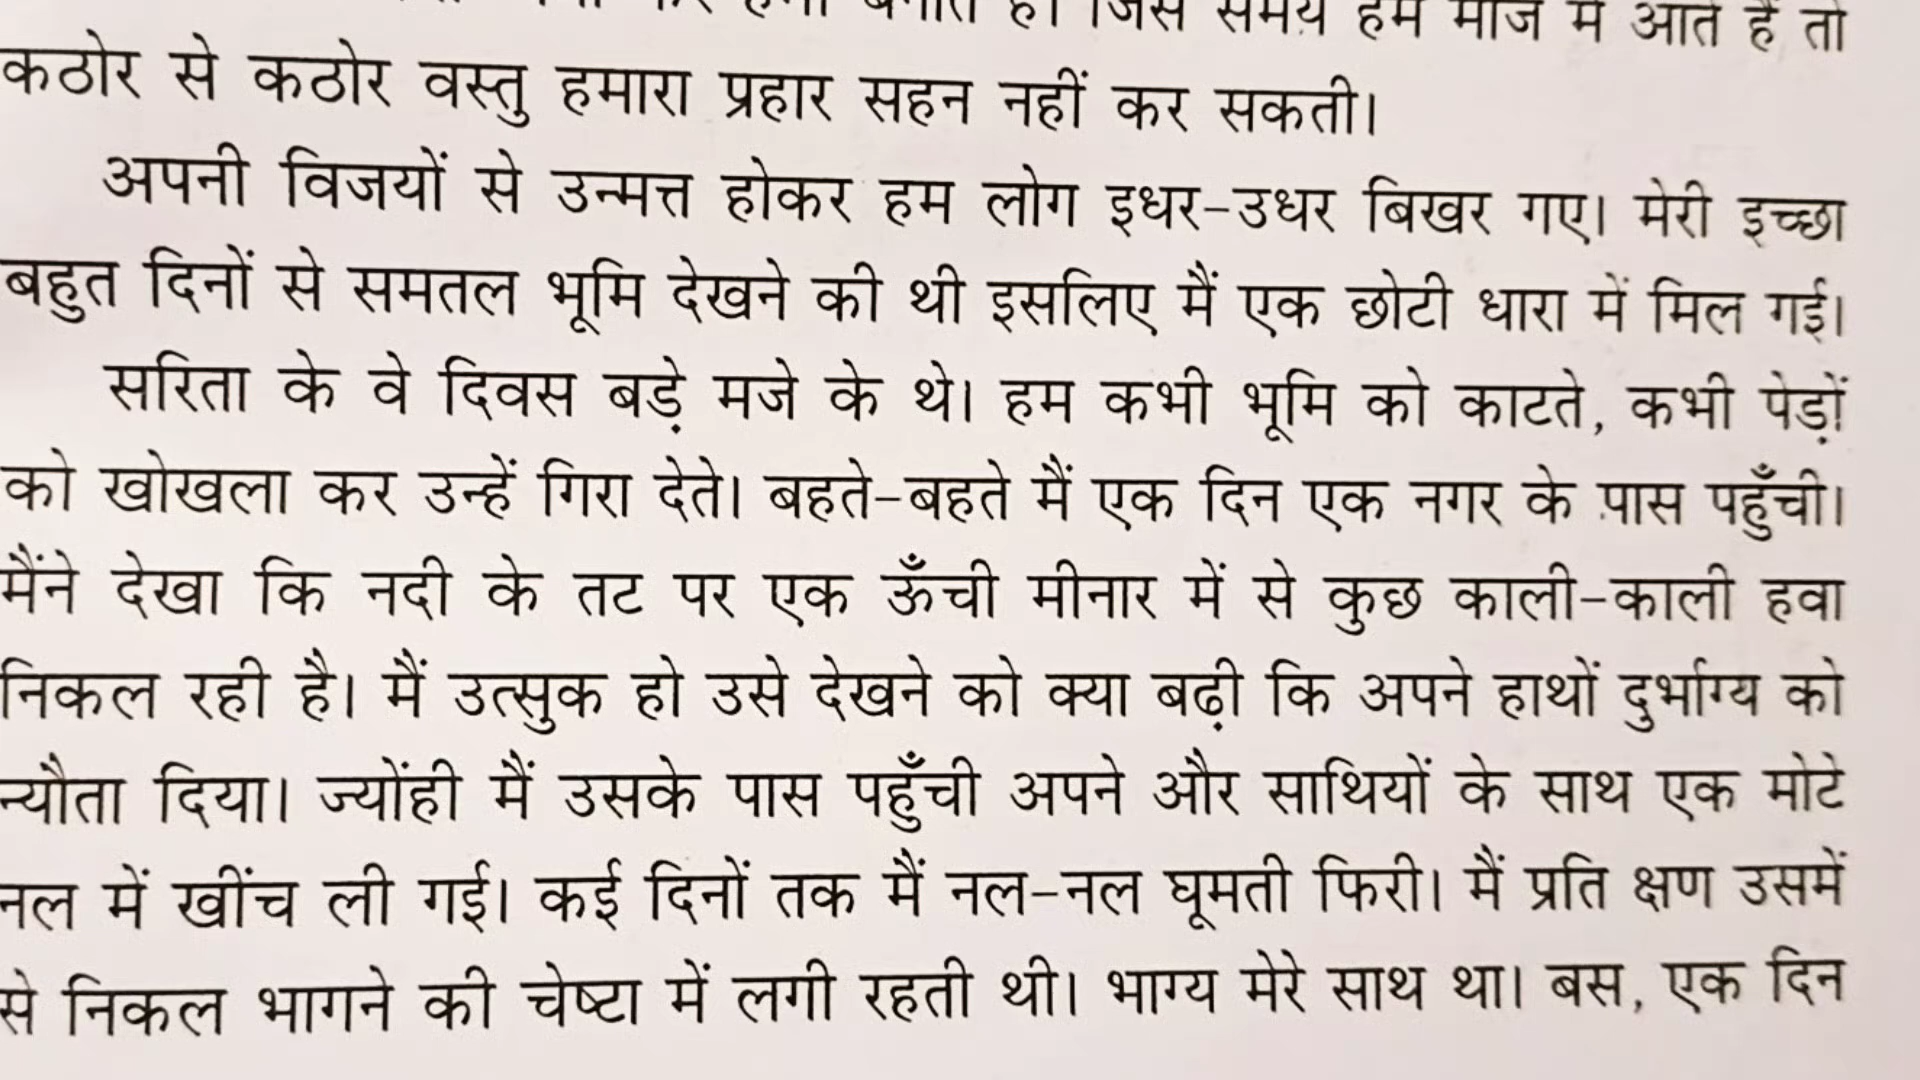 जिस समय हम मौज में आते हैं तो
कठोर से कठोर वस्तु हमारा प्रहार सहन नहीं कर सकती।
अपनी विजयों से उन्मत्त होकर हम लोग इधर-उधर बिखर गए। मेरी इच्छा
बहुत दिनों से समतल भूमि देखने की थी इसलिए मैं एक छोटी धारा में मिल गई।
सरिता के वे दिवस बड़े मजे के थे। हम कभी भूमि को काटते, कभी पेड़ों
को खोखला कर उन्हें गिरा देते। बहते-बहते मैं एक दिन एक नगर के पास पहुँची।
मैंने देखा कि नदी के तट पर एक ऊँची मीनार में से कुछ काली-काली हवा
निकल रही है। मैं उत्सुक हो उसे देखने को क्या बढ़ी कि अपने हाथों दुर्भाग्य को
न्यौता दिया। ज्योंही मैं उसके पास पहुँची अपने और साथियों के साथ एक मोटे
नल में खींच ली गई। कई दिनों तक मैं नल-नल घूमती फिरी। मैं प्रति क्षण उसमें
से निकल भागने की चेष्टा में लगी रहती थी। भाग्य मेरे साथ था। बस, एक दिन